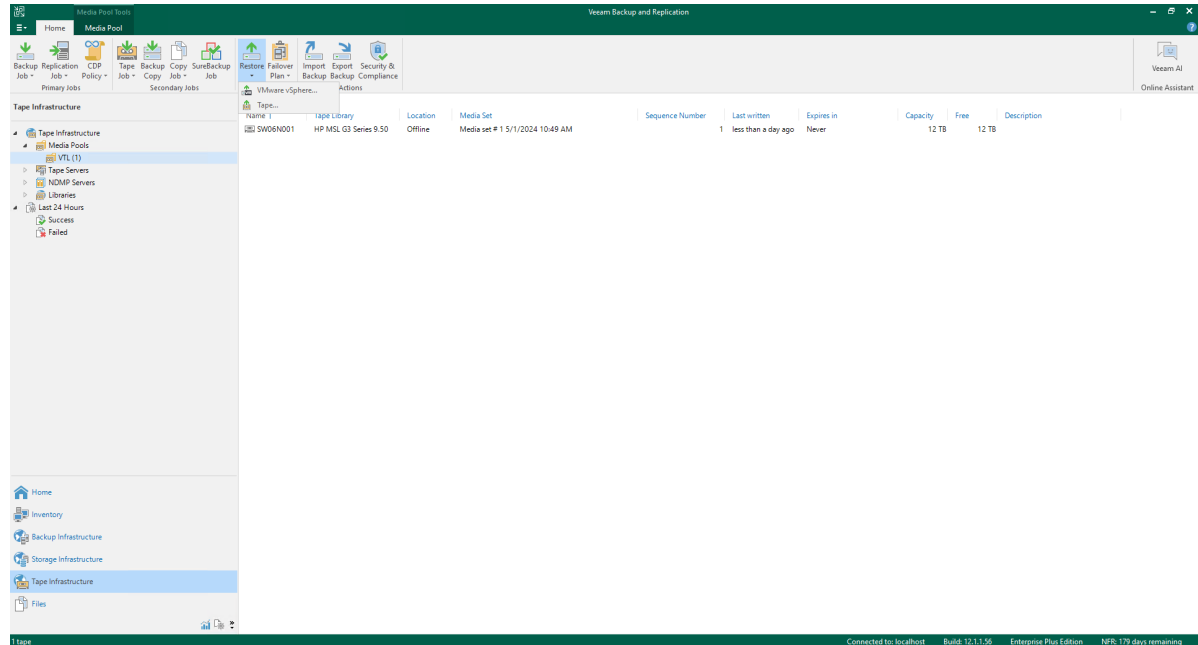 Media Pool Tools
Veeam Backup and Replication
Home Media Pool
Backup Job Replication Job CDP Policy Tape Job Backup Copy Copy Job SureBackup Job Restore Failover Plan Import Backup Export Backup Security & Compliance
Veeam AI
Primary Jobs Secondary Jobs Actions Online Assistant
VMware vSphere...
Tape...
Tape Infrastructure
Name Tape Library Location Media Set Sequence Number Last written Expires in Capacity Free Description
SW06N001 HP MSL G3 Series 9.50 Offline Media set # 1 5/1/2024 10:49 AM 1 less than a day ago Never 12 TB 12 TB
Tape Infrastructure
Media Pools
VTL (1)
Tape Servers
NDMP Servers
Libraries
Last 24 Hours
Success
Failed
Home
Inventory
Backup Infrastructure
Storage Infrastructure
Tape Infrastructure
Files
1 tape Connected to: localhost Build: 12.1.1.56 Enterprise Plus Edition NFR: 179 days remaining